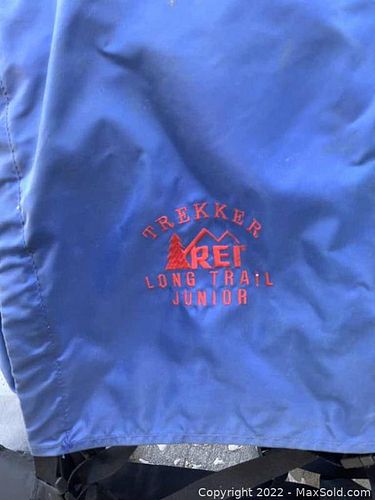 TREKKER
REI
LONG TRAIL
JUNIOR
Copyright ©2022 - MaxSold.com